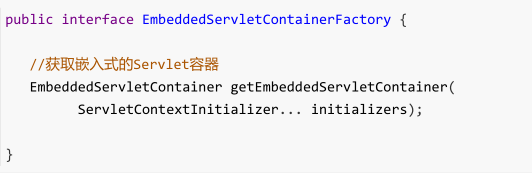 public interface EmbeddedServletContainerFactory {
//获取嵌入式的Servlet容器
EmbeddedServletContainer getEmbeddedServletContainer(
ServletContextInitializer... initializers);
}